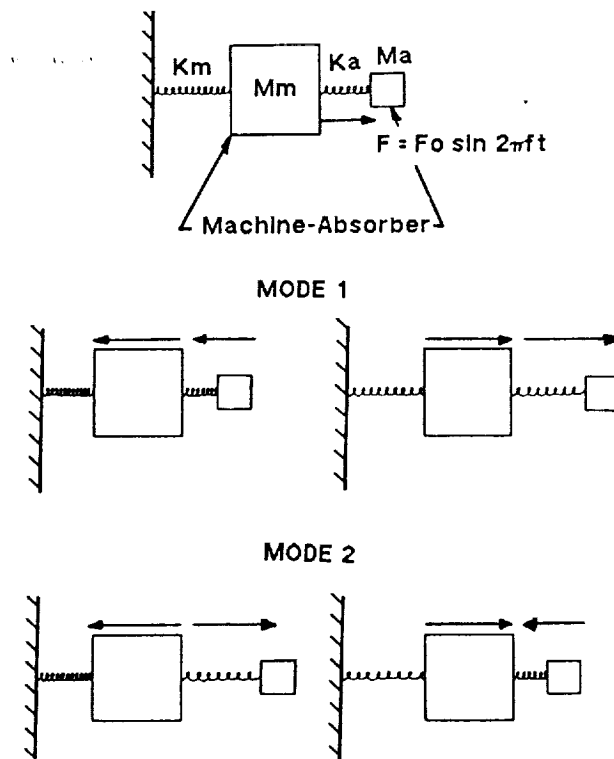 Km
Mm
Ka Ma
F = Fo sin 2πft
Machine-Absorber
MODE 1
MODE 2